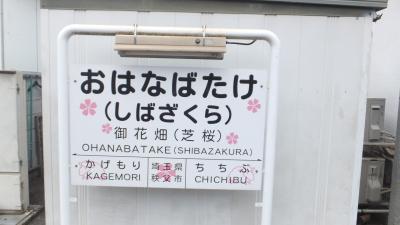 おはなばたけ
(しばざくら)
御花畑(芝桜)
OHANABATAKE(SHIBAZAKURA)
かげもり 埼玉県 ちちぶ
KAGEMORI 秩父市 CHICHIBU